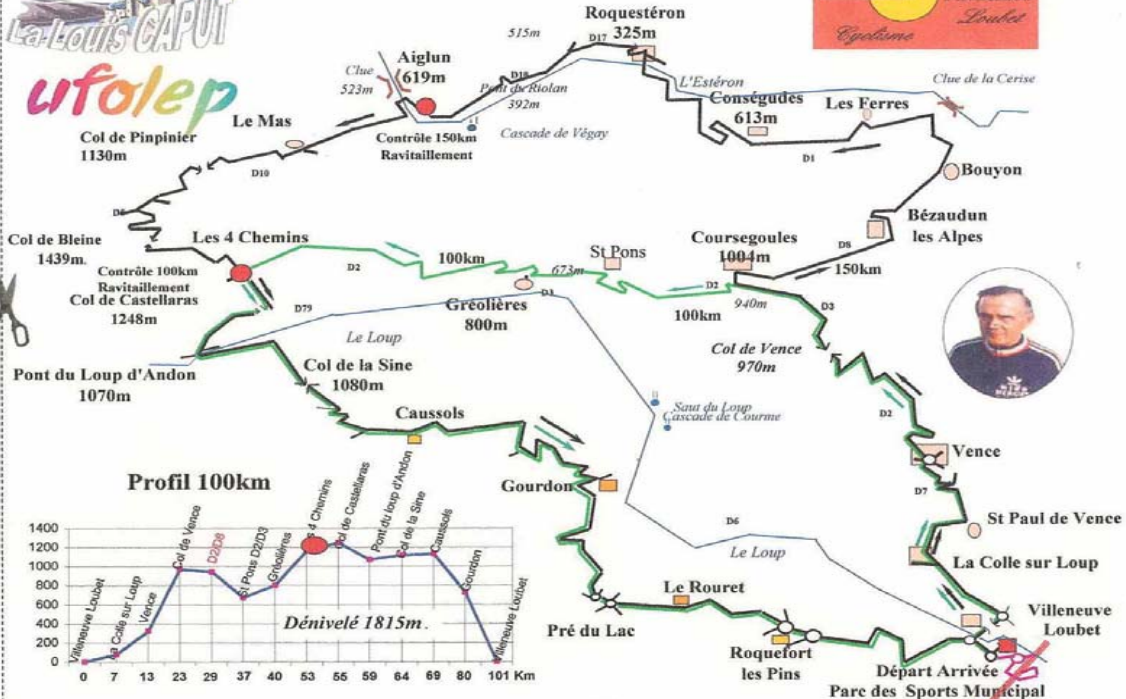 La Louis CAPUT
ufolep
Loubet
Cyclisme
Roquestéron
325m
515m
D17
Aiglun
619m
Clue
523m
D10
Pont du Riolan
392m
L'Estéron
Clue de la Cerise
Conségudes
613m
Les Ferres
Col de Pinpinier
1130m
Le Mas
Contrôle 150km
Ravitaillement
Cascade de Végay
D1
D10
Bouyon
D5
Bézaudun
les Alpes
Col de Bleine
1439m.
Les 4 Chemins
St Pons
Coursegoules
1004m
D8
150km
Contrôle 100km
Ravitaillement
D2
100km
673m
D3
D2
940m
100km
D3
Col de Castellaras
1248m
D79
Gréolières
800m
Le Loup
Col de Vence
970m
Pont du Loup d'Andon
1070m
Col de la Sine
1080m
Saut du Loup
Cascade de Courme
D2
Caussols
Vence
Gourdon
D7
St Paul de Vence
D6
Le Loup
La Colle sur Loup
Le Rouret
Pré du Lac
Villeneuve
Loubet
Roquefort
les Pins
Départ Arrivée
Parc des Sports Municipal
Profil 100km
1400
1200
1000
800
600
400
200
0
Villeneuve Loubet
La Colle sur Loup
Vence
Col de Vence
D2/D8
St Pons D2/D3
Gréolières
4 Chemins
Col de Castellaras
Pont du loup d'Andon
Col de la Sine
Caussols
Gourdon
Villeneuve Loubet
Dénivelé 1815m.
0 7 13 23 29 37 40 53 55 59 64 69 80 101 Km